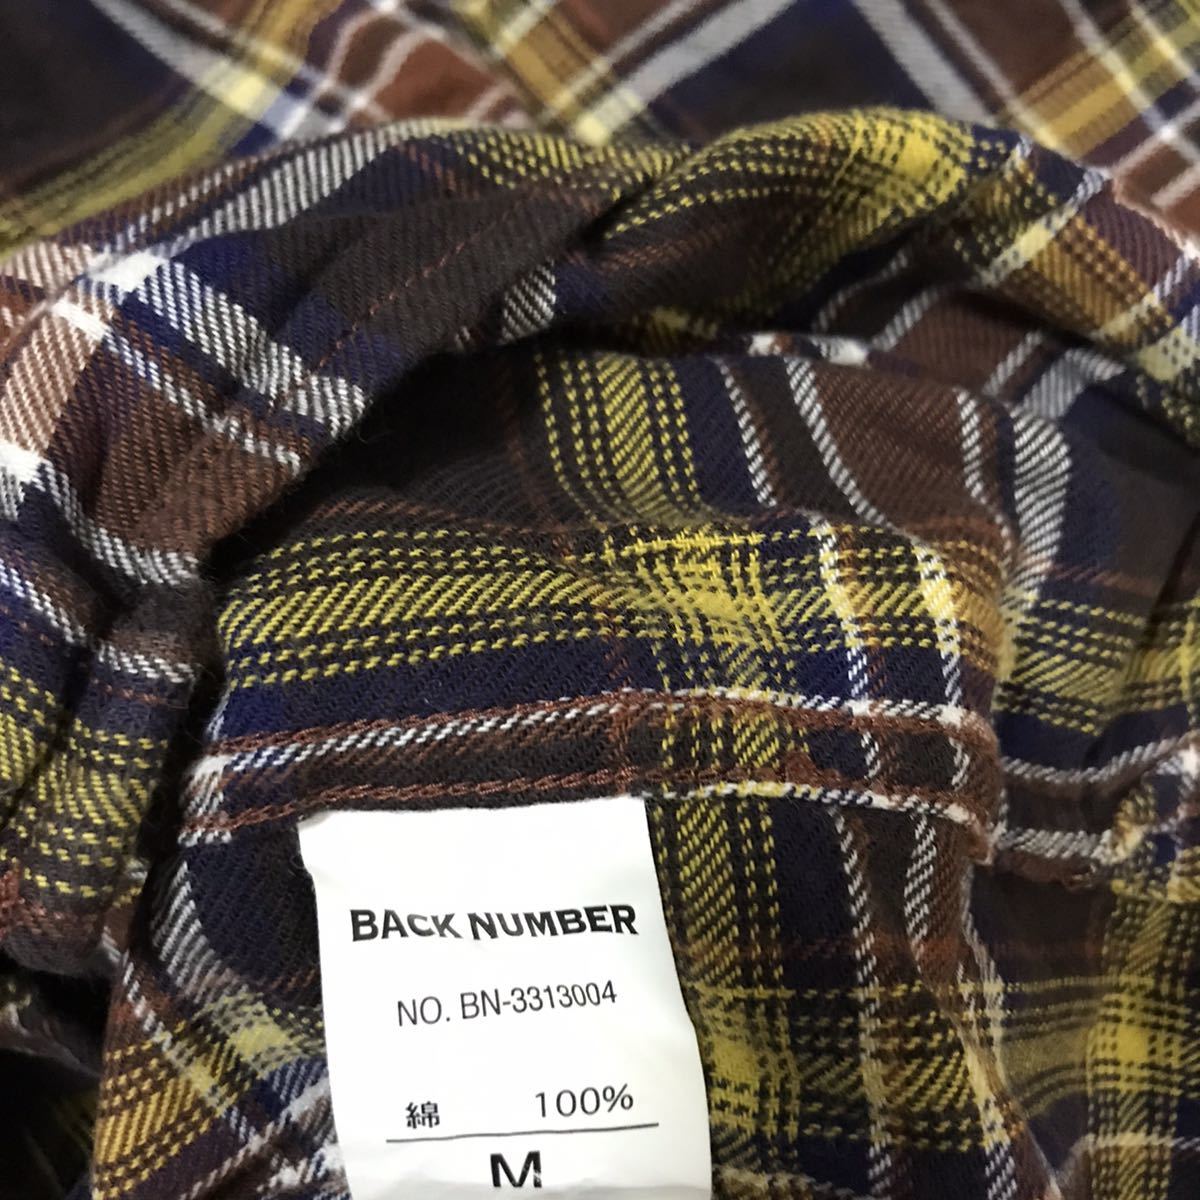 BACK NUMBER
NO. BN-3313004
綿 100%
M